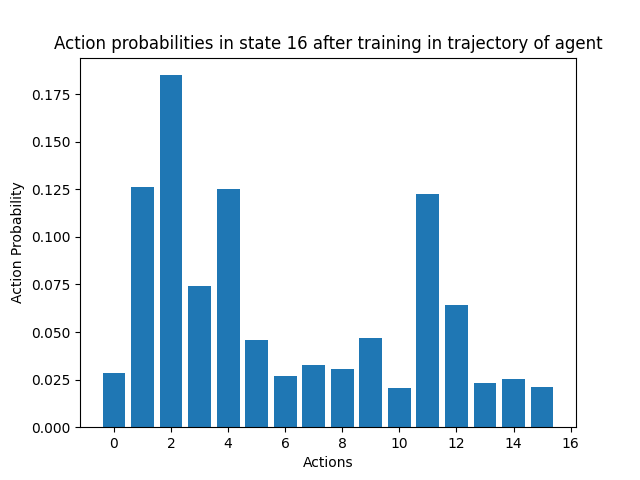 Action probabilities in state 16 after training in trajectory of agent
0.175
0.150
0.125
0.100
0.075
0.050
0.025
0.000
Action Probability
0 2 4 6 8 10 12 14 16
Actions